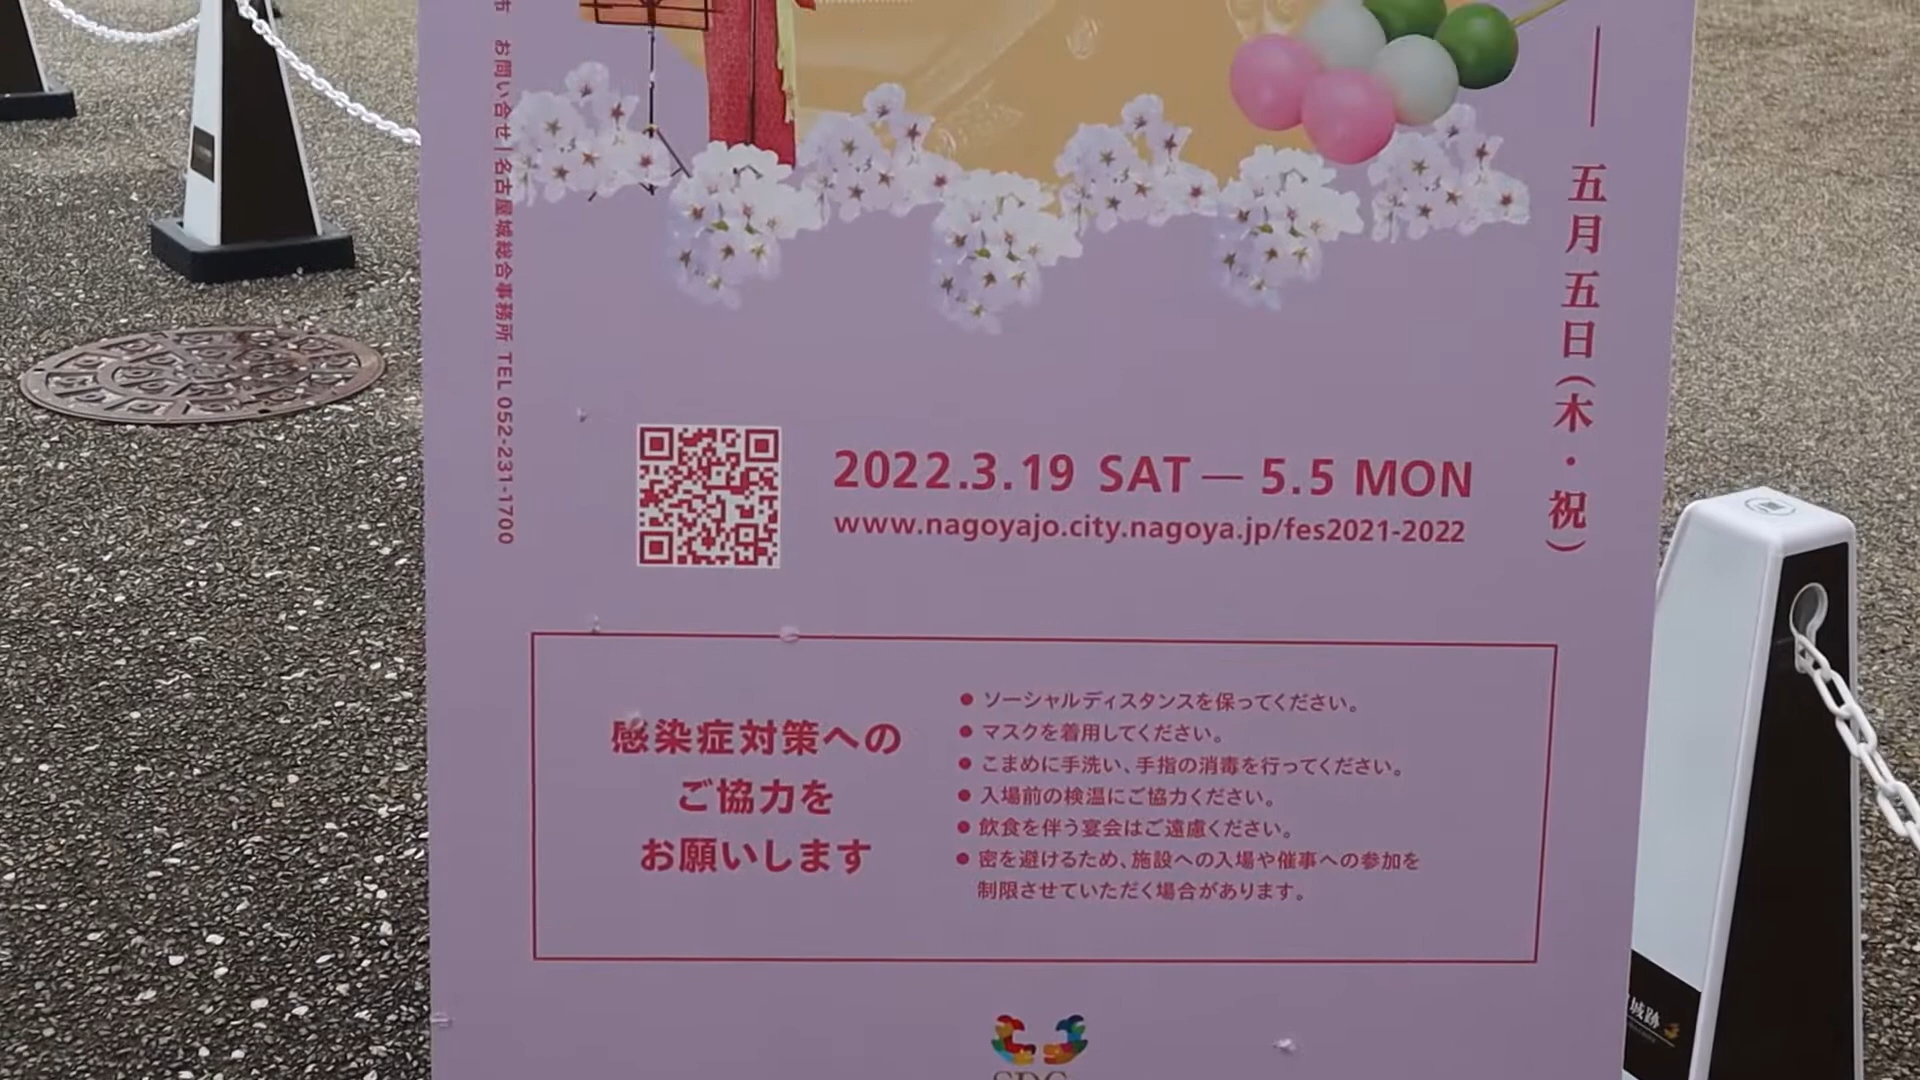 五月五日(木・祝)
市 お問い合せ|名古屋城総合事務所 TEL 052-231-1700
2022.3.19 SAT — 5.5 MON
www.nagoyajo.city.nagoya.jp/fes2021-2022
感染症対策への
ご協力を
お願いします
● ソーシャルディスタンスを保ってください。
● マスクを着用してください。
● こまめに手洗い、手指の消毒を行ってください。
● 入場前の検温にご協力ください。
● 飲食を伴う宴会はご遠慮ください。
● 密を避けるため、施設への入場や催事への参加を
制限させていただく場合があります。
城跡